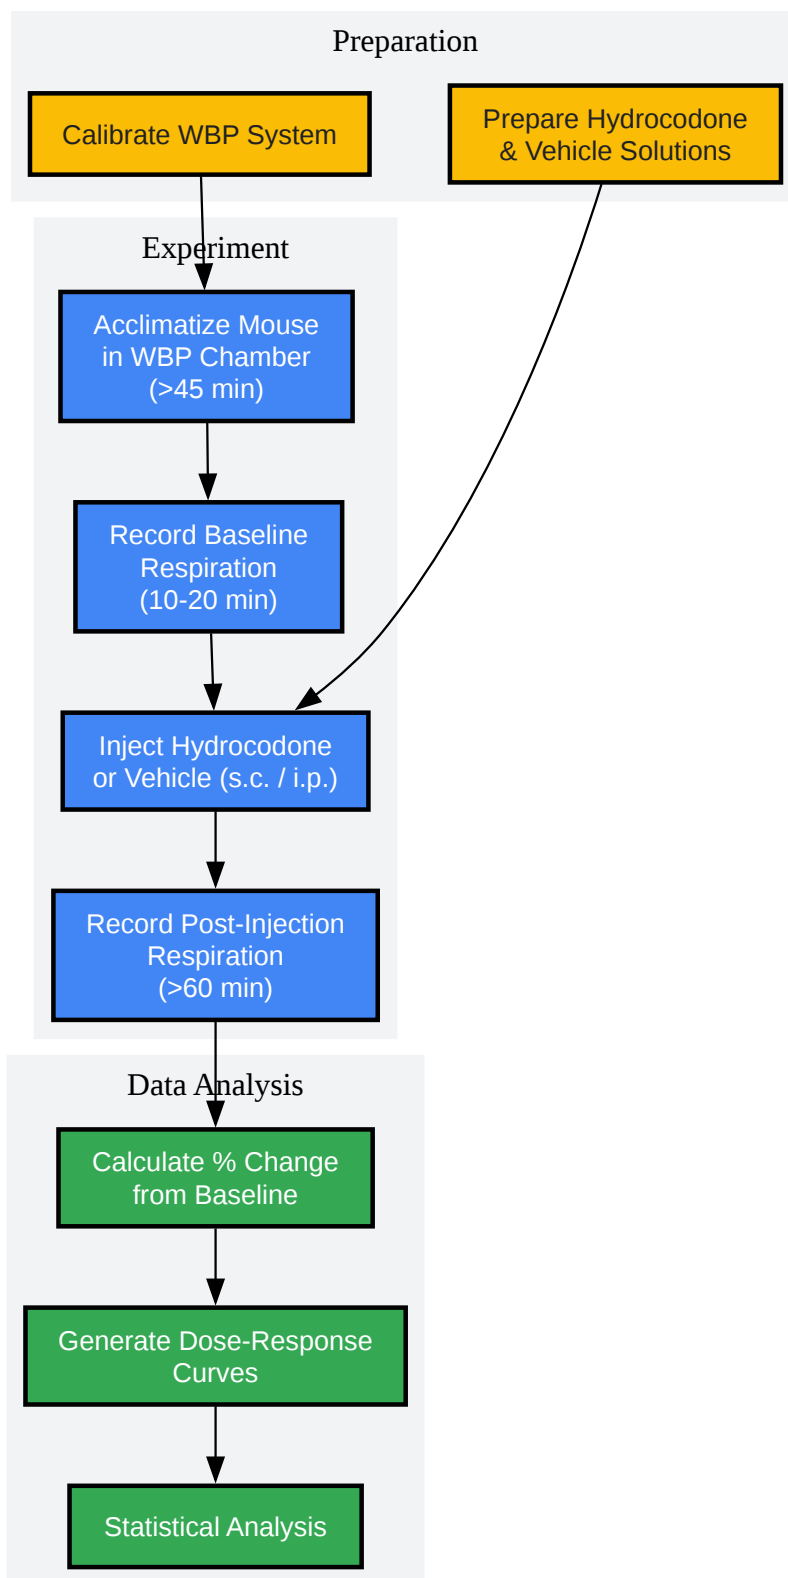 Preparation
Calibrate WBP System
Prepare Hydrocodone
& Vehicle Solutions
Experiment
Acclimatize Mouse
in WBP Chamber
(>45 min)
Record Baseline
Respiration
(10-20 min)
Inject Hydrocodone
or Vehicle (s.c. / i.p.)
Record Post-Injection
Respiration
(>60 min)
Data Analysis
Calculate % Change
from Baseline
Generate Dose-Response
Curves
Statistical Analysis